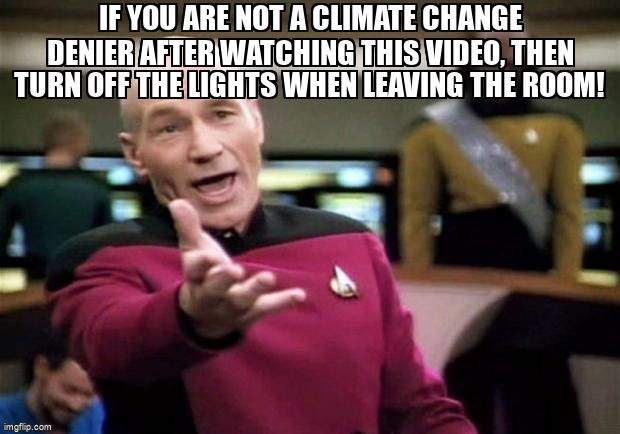 IF YOU ARE NOT A CLIMATE CHANGE
DENIER AFTER WATCHING THIS VIDEO, THEN
TURN OFF THE LIGHTS WHEN LEAVING THE ROOM!
imgflip.com